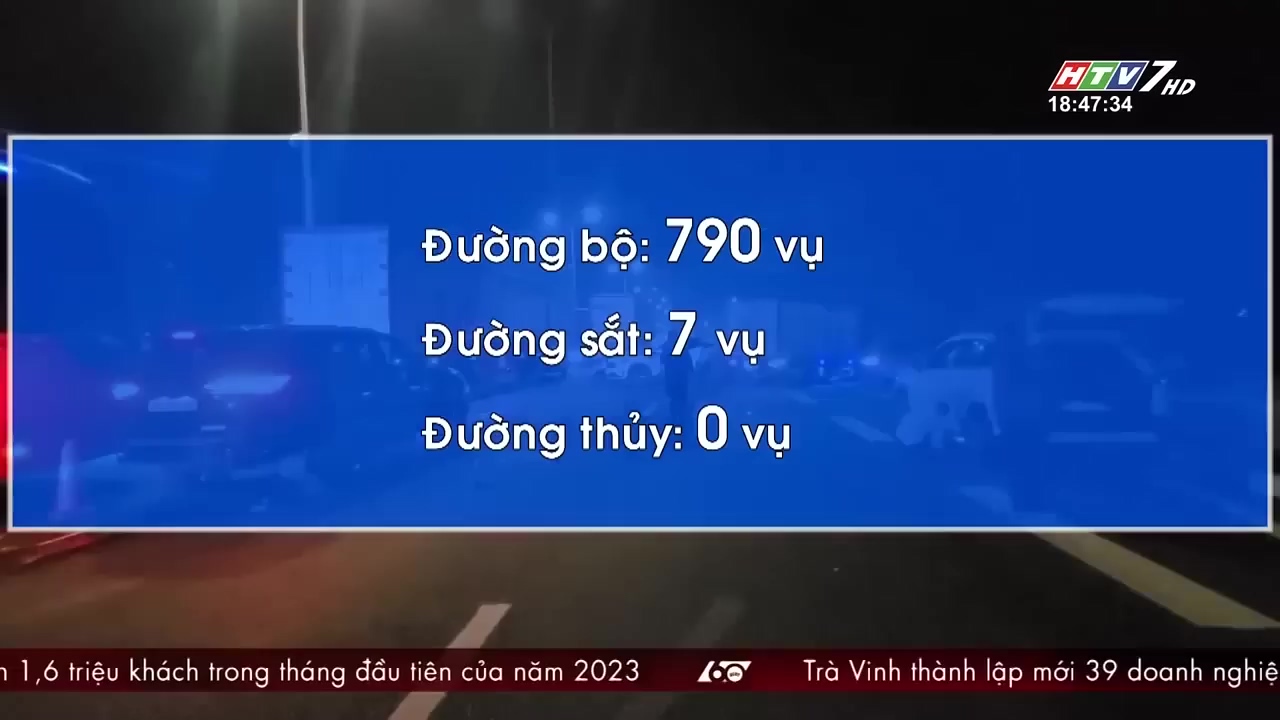 HTV7 HD
18:47:34
Đường bộ: 790 vụ
Đường sắt: 7 vụ
Đường thủy: 0 vụ
1,6 triệu khách trong tháng đầu tiên của năm 2023 60 Trà Vinh thành lập mới 39 doanh